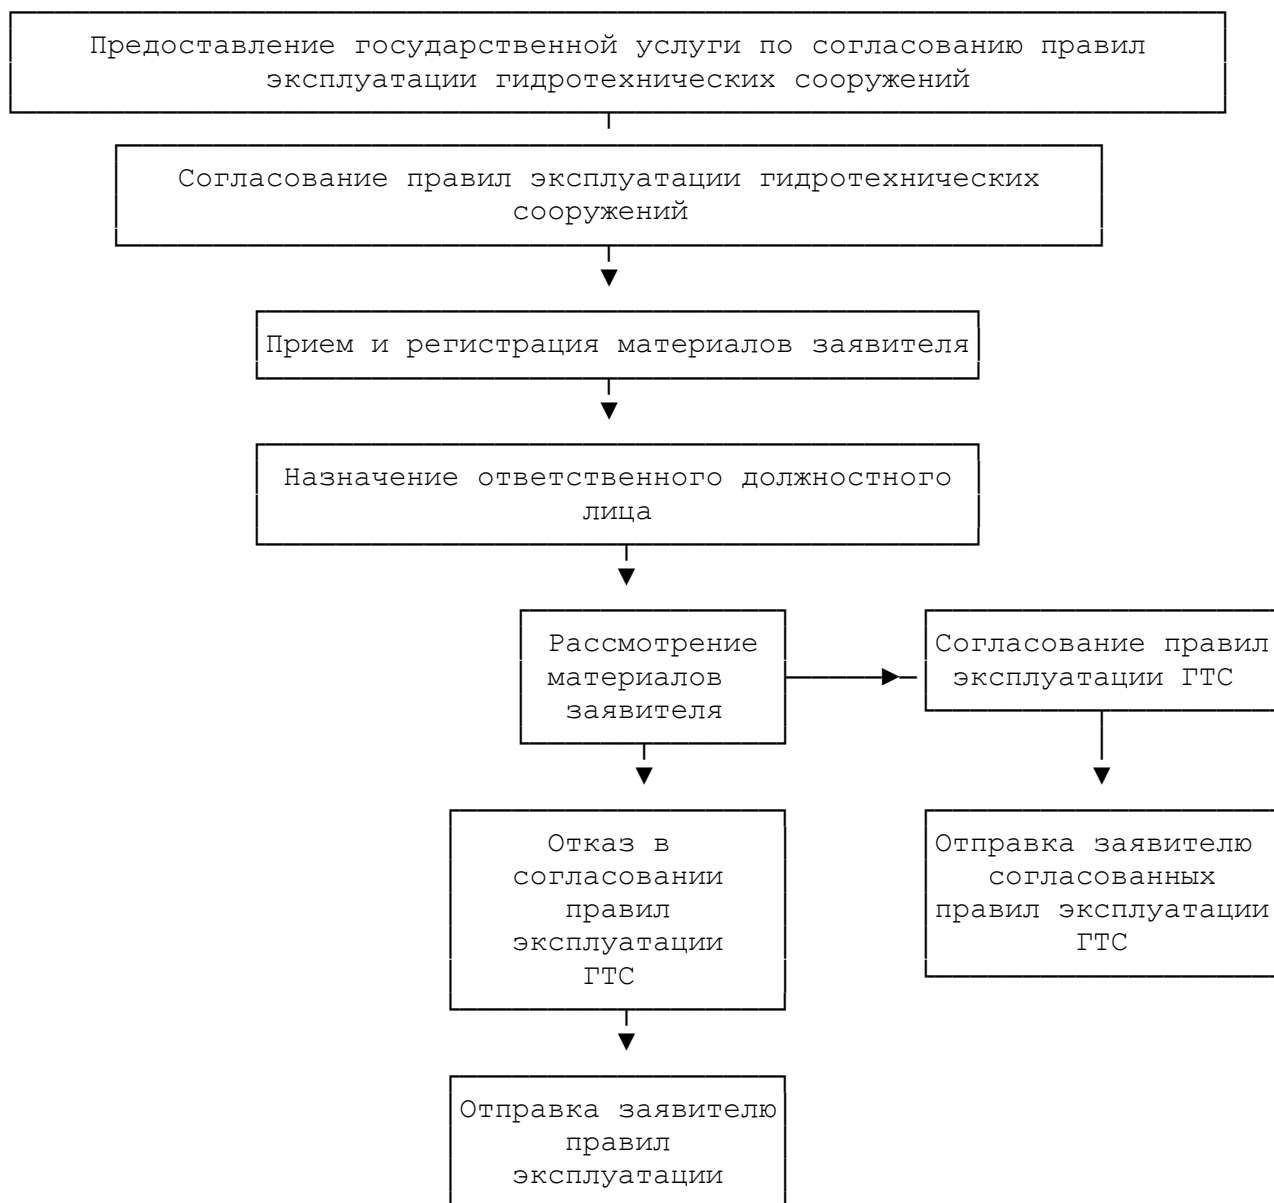 Предоставление государственной услуги по согласованию правил
эксплуатации гидротехнических сооружений
Согласование правил эксплуатации гидротехнических
сооружений
Прием и регистрация материалов заявителя
Назначение ответственного должностного
лица
Рассмотрение
материалов
заявителя
Согласование правил
эксплуатации ГТС
Отказ в
согласовании
правил
эксплуатации
ГТС
Отправка заявителю
согласованных
правил эксплуатации
ГТС
Отправка заявителю
правил
эксплуатации